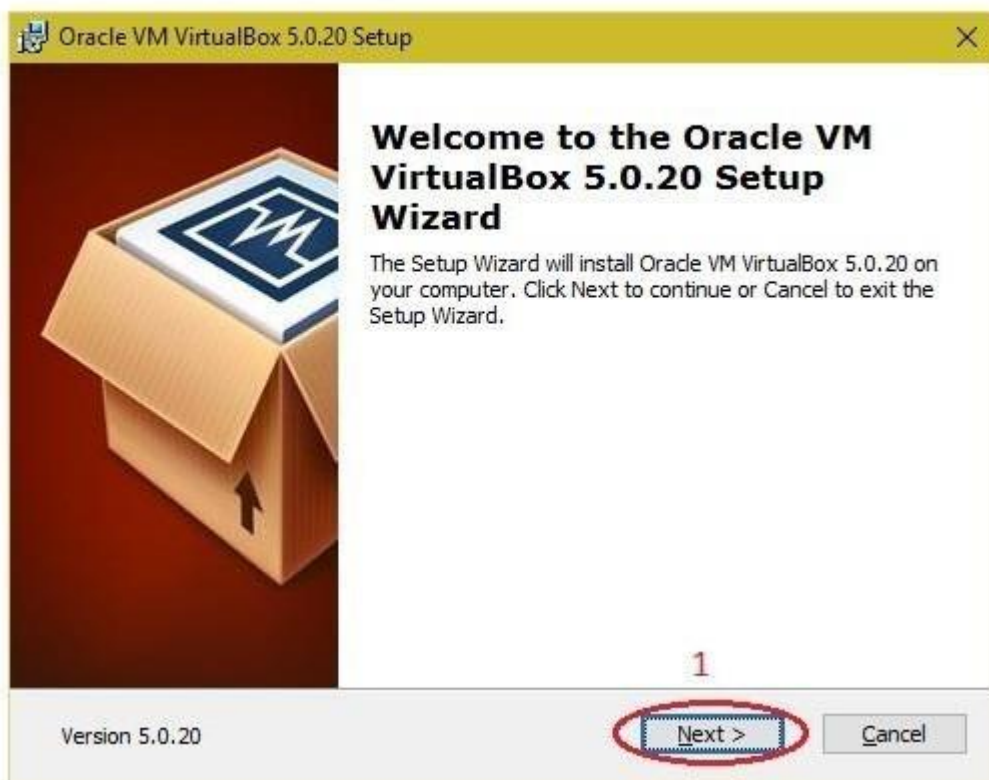 Oracle VM VirtualBox 5.0.20 Setup
Welcome to the Oracle VM
VirtualBox 5.0.20 Setup
Wizard
The Setup Wizard will install Oracle VM VirtualBox 5.0.20 on
your computer. Click Next to continue or Cancel to exit the
Setup Wizard.
1
Version 5.0.20
Next >
Cancel